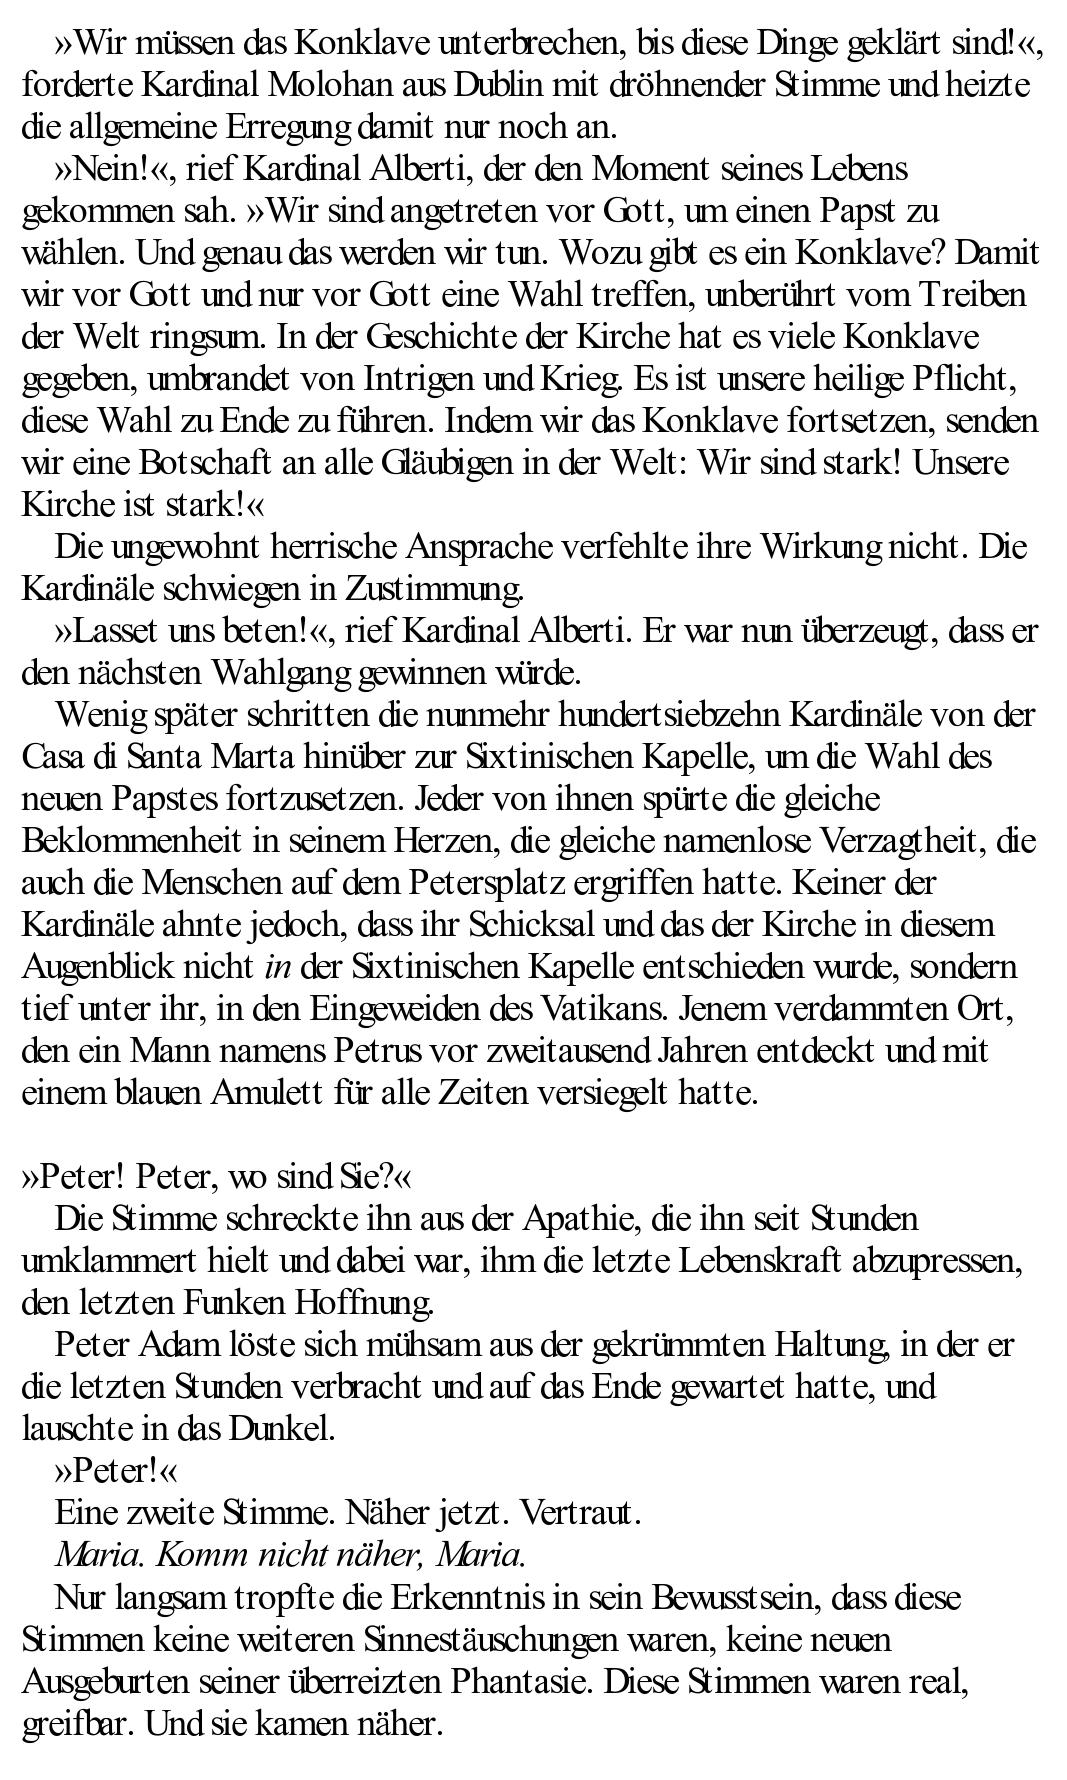 »Wir müssen das Konklave unterbrechen, bis diese Dinge geklärt sind!«,
forderte Kardinal Molohan aus Dublin mit dröhnender Stimme und heizte
die allgemeine Erregung damit nur noch an.
»Nein!«, rief Kardinal Alberti, der den Moment seines Lebens
gekommen sah. »Wir sind angetreten vor Gott, um einen Papst zu
wählen. Und genau das werden wir tun. Wozu gibt es ein Konklave? Damit
wir vor Gott und nur vor Gott eine Wahl treffen, unberührt vom Treiben
der Welt ringsum. In der Geschichte der Kirche hat es viele Konklave
gegeben, umbrandet von Intrigen und Krieg. Es ist unsere heilige Pflicht,
diese Wahl zu Ende zu führen. Indem wir das Konklave fortsetzen, senden
wir eine Botschaft an alle Gläubigen in der Welt: Wir sind stark! Unsere
Kirche ist stark!«
Die ungewohnt herrische Ansprache verfehlte ihre Wirkung nicht. Die
Kardinäle schwiegen in Zustimmung.
»Lasset uns beten!«, rief Kardinal Alberti. Er war nun überzeugt, dass er
den nächsten Wahlgang gewinnen würde.
Wenig später schritten die nunmehr hundertsiebzehn Kardinäle von der
Casa di Santa Marta hinüber zur Sixtinischen Kapelle, um die Wahl des
neuen Papstes fortzusetzen. Jeder von ihnen spürte die gleiche
Beklommenheit in seinem Herzen, die gleiche namenlose Verzagtheit, die
auch die Menschen auf dem Petersplatz ergriffen hatte. Keiner der
Kardinäle ahnte jedoch, dass ihr Schicksal und das der Kirche in diesem
Augenblick nicht in der Sixtinischen Kapelle entschieden wurde, sondern
tief unter ihr, in den Eingeweiden des Vatikans. Jenem verdammten Ort,
den ein Mann namens Petrus vor zweitausend Jahren entdeckt und mit
einem blauen Amulett für alle Zeiten versiegelt hatte.
»Peter! Peter, wo sind Sie?«
Die Stimme schreckte ihn aus der Apathie, die ihn seit Stunden
umklammert hielt und dabei war, ihm die letzte Lebenskraft abzupressen,
den letzten Funken Hoffnung.
Peter Adam löste sich mühsam aus der gekrümmten Haltung, in der er
die letzten Stunden verbracht und auf das Ende gewartet hatte, und
lauschte in das Dunkel.
»Peter!«
Eine zweite Stimme. Näher jetzt. Vertraut.
Maria. Komm nicht näher, Maria.
Nur langsam tropfte die Erkenntnis in sein Bewusstsein, dass diese
Stimmen keine weiteren Sinnestäuschungen waren, keine neuen
Ausgeburten seiner überreizten Phantasie. Diese Stimmen waren real,
greifbar. Und sie kamen näher.